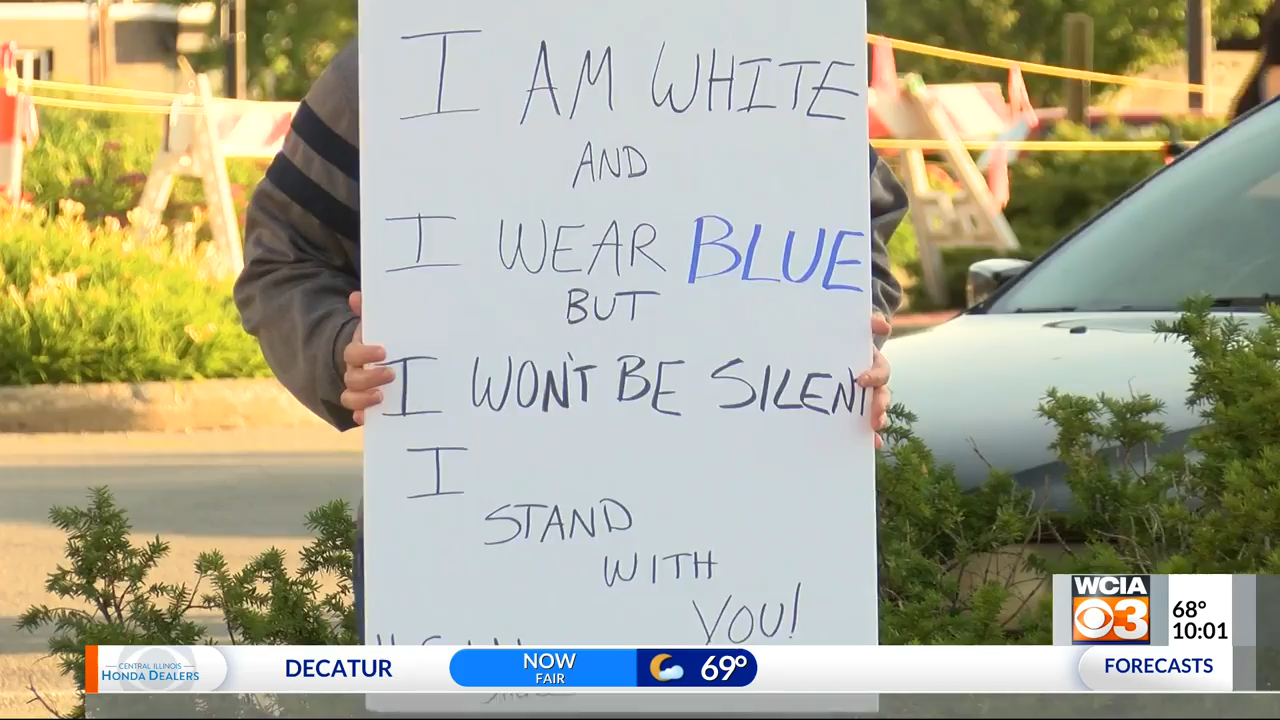 I AM WHITE
AND
I WEAR BLUE
BUT
I WON'T BE SILENT
I
STAND
WITH
YOU!
WCIA
3
68°
10:01
CENTRAL ILLINOIS
HONDA DEALERS
DECATUR
NOW
FAIR
69°
FORECASTS